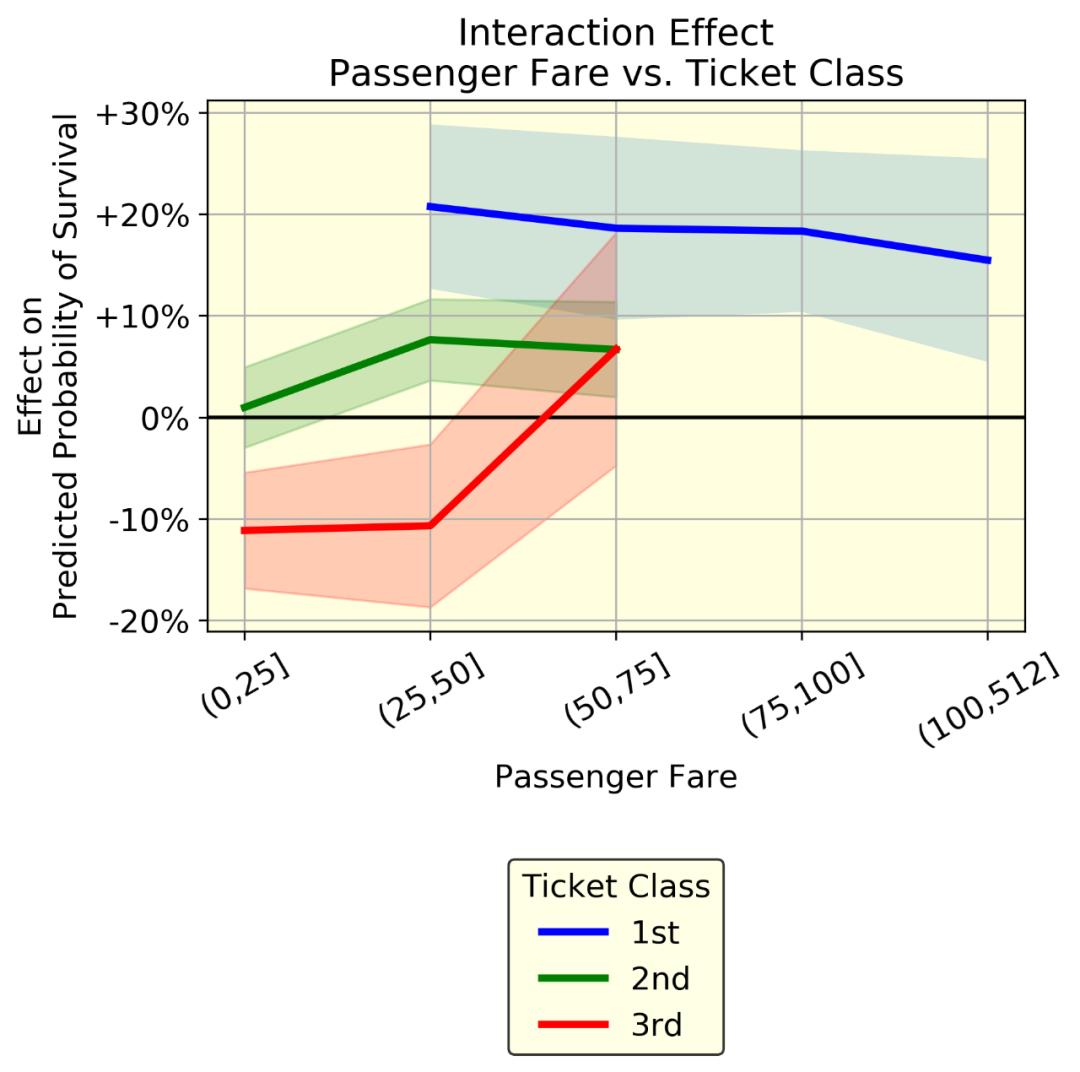 Interaction Effect
Passenger Fare vs. Ticket Class
Effect on
Predicted Probability of Survival
+30%
+20%
+10%
0%
-10%
-20%
(0,25]
(25,50]
(50,75]
(75,100]
(100,512]
Passenger Fare
Ticket Class
1st
2nd
3rd